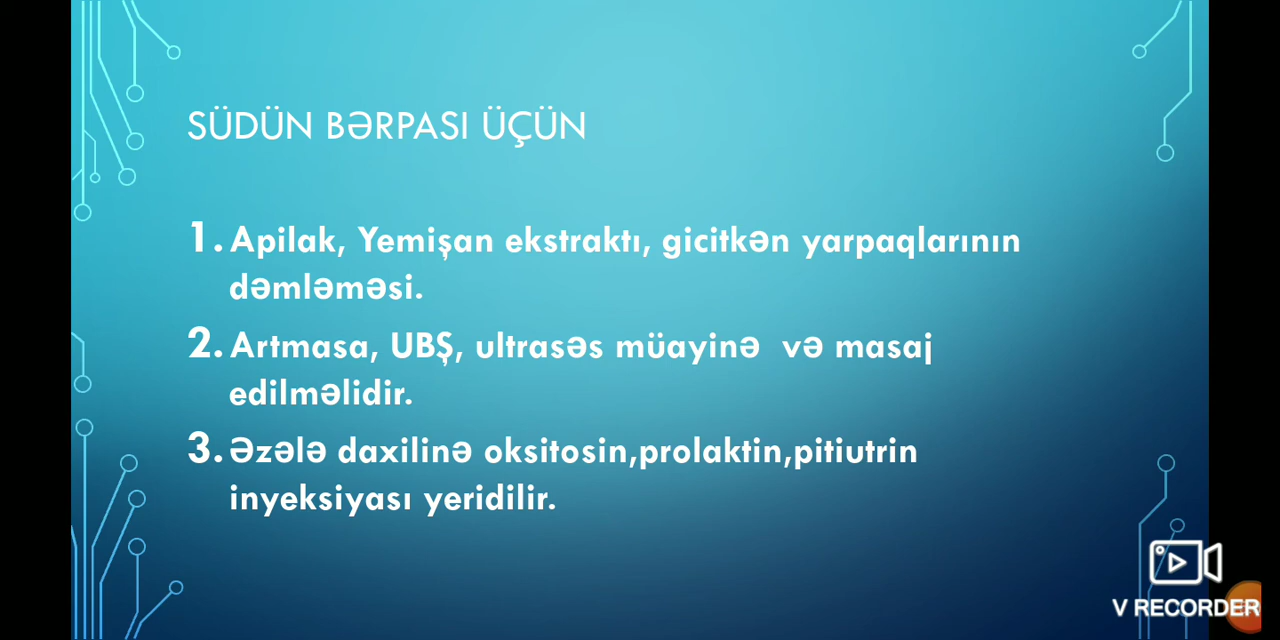 SÜDÜN BƏRPASI ÜÇÜN
1. Apilak, Yemişan ekstraktı, gicitkən yarpaqlarının
dəmləməsi.
2. Artmasa, UBŞ, ultrasəs müayinə və masaj
edilməlidir.
3. Əzələ daxilinə oksitosin,prolaktin,pitiutrin
inyeksiyası yeridilir.
V RECORDER